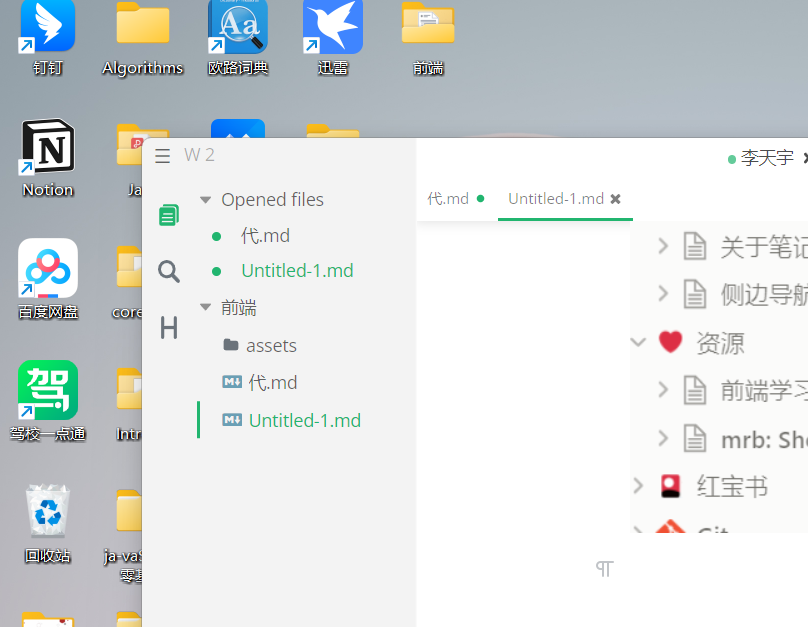 钉钉
Algorithms
欧路词典
迅雷
前端
Notion
Ja
百度网盘
core
驾校一点通
Intr
回收站
ja-vaS
零基
W 2
Opened files
代.md
Untitled-1.md
前端
assets
代.md
Untitled-1.md
李天宇
代.md
Untitled-1.md
关于笔记
侧边导航
资源
前端学习
mrb: She
红宝书
Git